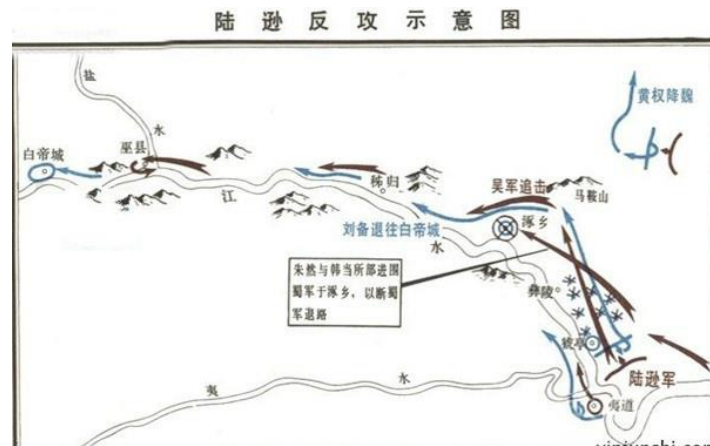 陆逊反攻示意图
盐
水
黄权降魏
巫县
白帝城
秭归
江
吴军追击
马鞍山
刘备退往白帝城
涿乡
水
朱然与韩当所部进围
蜀军于涿乡，以断蜀
军退路
彝陵
猇亭
陆逊军
夷
水
夷道